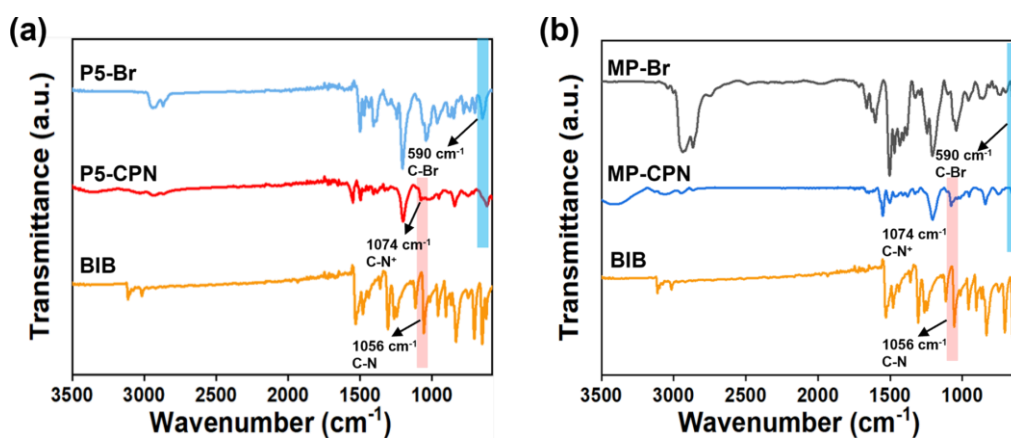 (a)
Transmittance (a.u.)
P5-Br
590 cm⁻¹
C-Br
P5-CPN
1074 cm⁻¹
C-N⁺
BIB
1056 cm⁻¹
C-N
3500 3000 2500 2000 1500 1000
Wavenumber (cm⁻¹)
(b)
Transmittance (a.u.)
MP-Br
590 cm⁻¹
C-Br
MP-CPN
1074 cm⁻¹
C-N⁺
BIB
1056 cm⁻¹
C-N
3500 3000 2500 2000 1500 1000
Wavenumber (cm⁻¹)